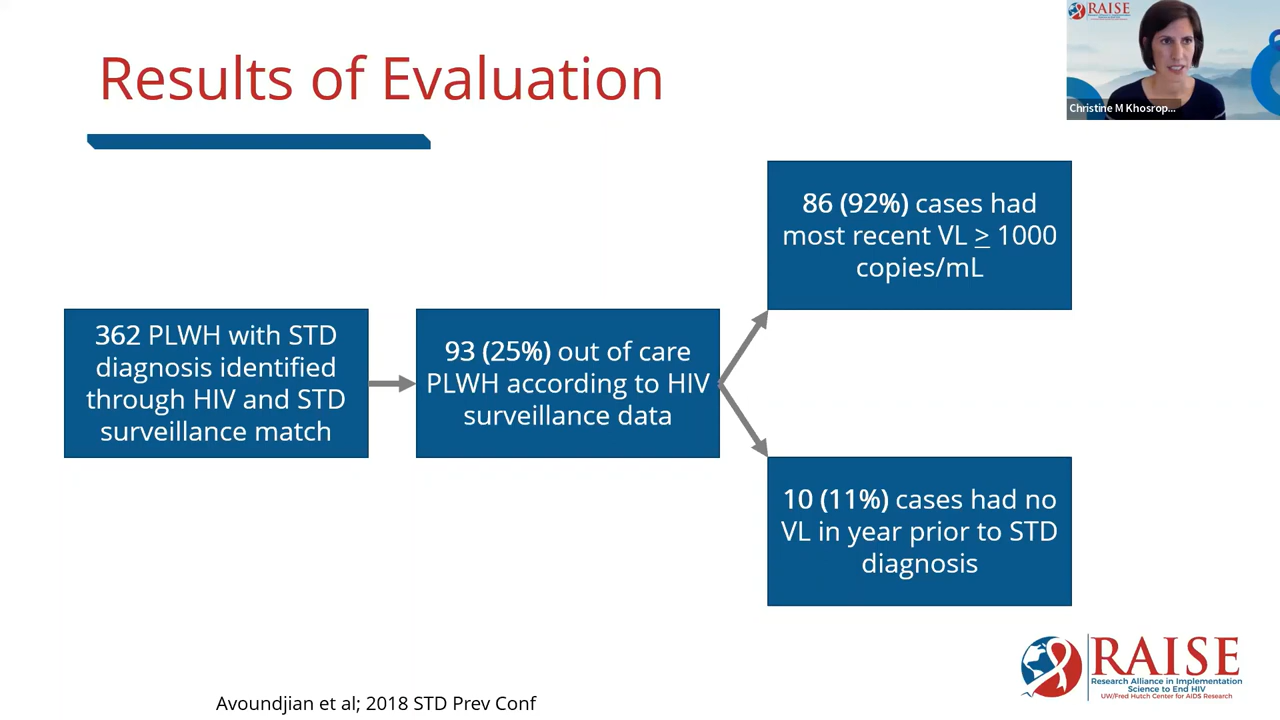 Results of Evaluation
RAISE
Christine M Khosrop...
362 PLWH with STD
diagnosis identified
through HIV and STD
surveillance match
93 (25%) out of care
PLWH according to HIV
surveillance data
86 (92%) cases had
most recent VL ≥ 1000
copies/mL
10 (11%) cases had no
VL in year prior to STD
diagnosis
Avoundjian et al; 2018 STD Prev Conf
RAISE
Research Alliance in Implementation
Science to End HIV
UW/Fred Hutch Center for AIDS Research